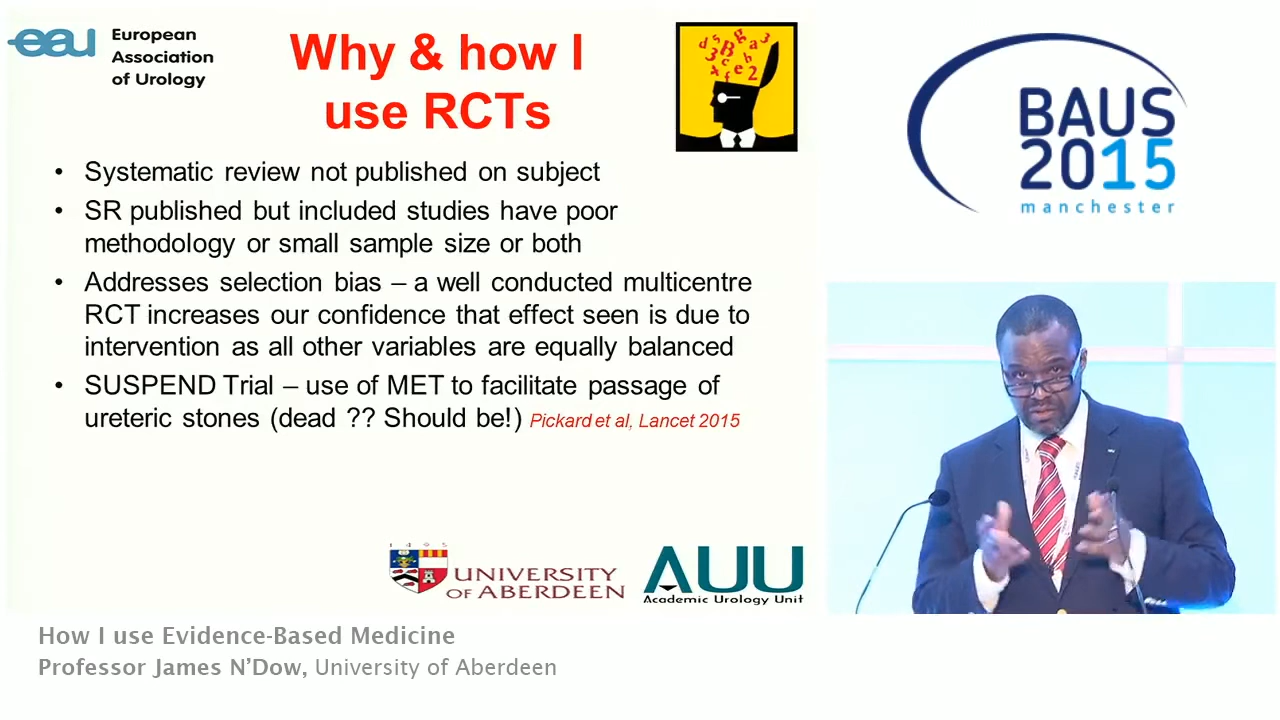 eau
European
Association
of Urology
Why & how I
use RCTs
• Systematic review not published on subject
• SR published but included studies have poor
methodology or small sample size or both
• Addresses selection bias – a well conducted multicentre
RCT increases our confidence that effect seen is due to
intervention as all other variables are equally balanced
• SUSPEND Trial – use of MET to facilitate passage of
ureteric stones (dead ?? Should be!) Pickard et al, Lancet 2015
1495
UNIVERSITY
OF ABERDEEN
AUU
Academic Urology Unit
BAUS
2015
manchester
How I use Evidence-Based Medicine
Professor James N’Dow, University of Aberdeen